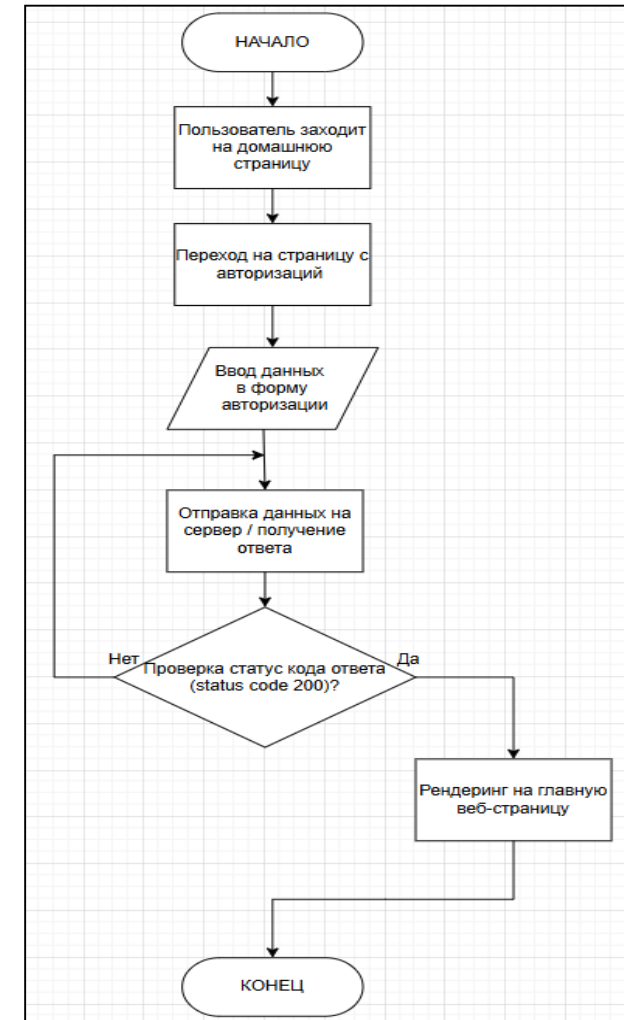 НАЧАЛО
Пользователь заходит
на домашнюю
страницу
Переход на страницу с
авторизаций
Ввод данных
в форму
авторизации
Отправка данных на
сервер / получение
ответа
Нет
Проверка статус кода ответа
(status code 200)?
Да
Рендеринг на главную
веб-страницу
КОНЕЦ